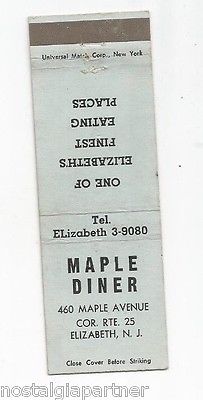 Universal Match Corp., New York
ONE OF
ELIZABETH'S
FINEST
EATING
PLACES
Tel.
ELizabeth 3-9080
MAPLE
DINER
460 MAPLE AVENUE
COR. RTE. 25
ELIZABETH, N. J.
Close Cover Before Striking
nostalgiapartner